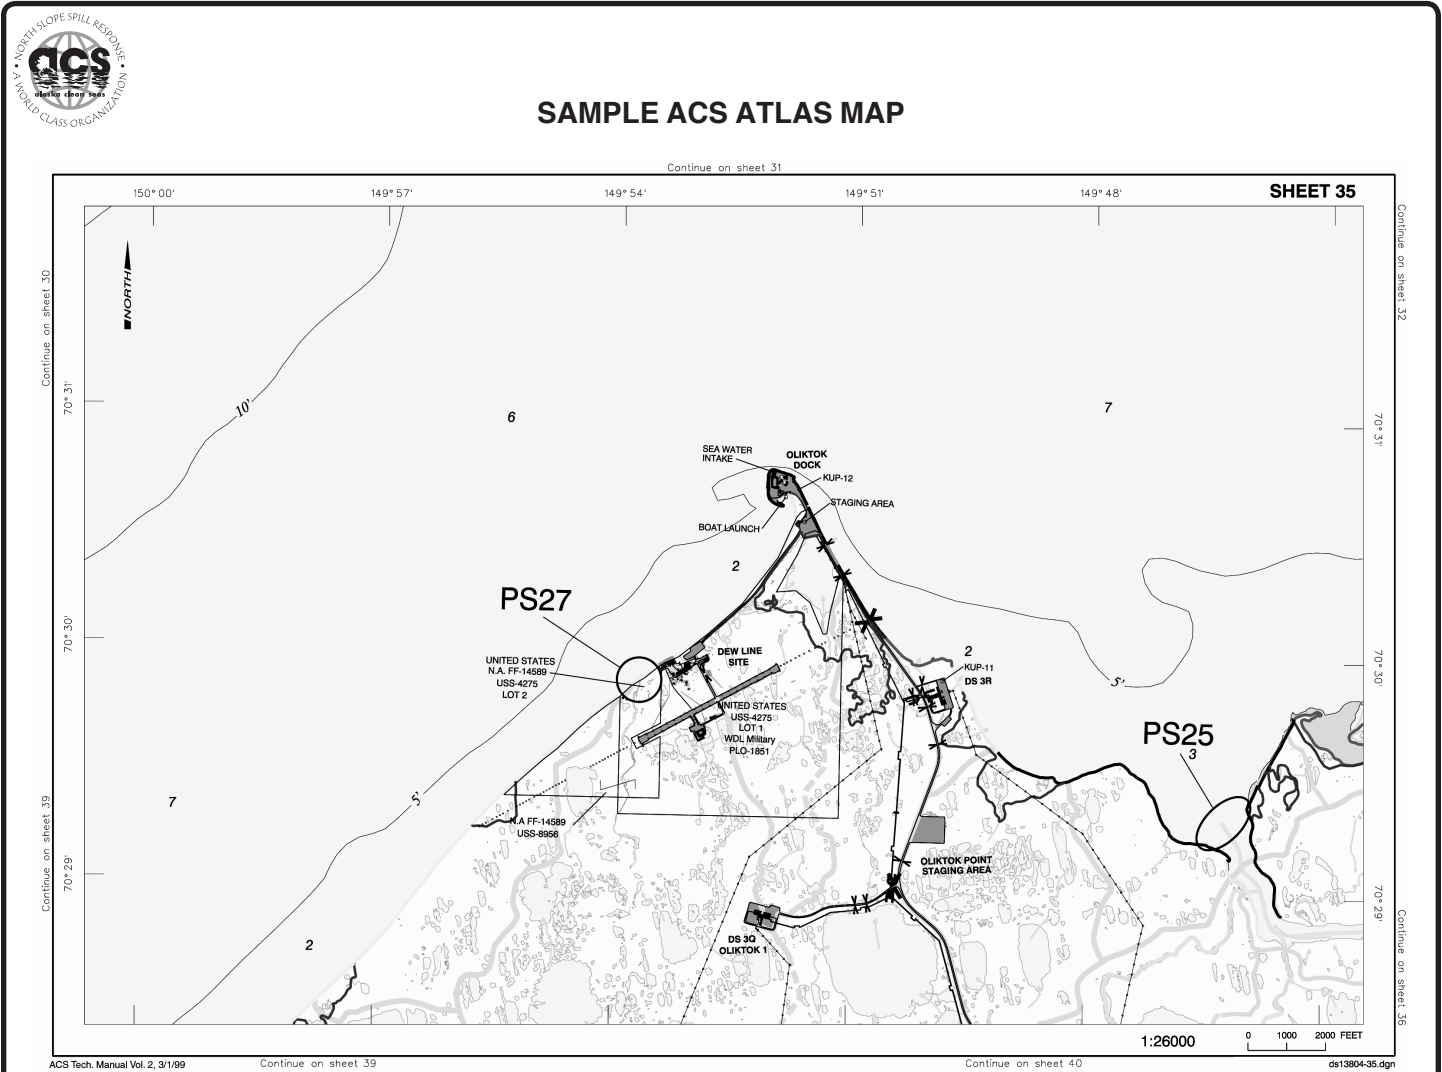 • NORTH SLOPE SPILL RESPONSE •
acs
alaska clean seas
A WORLD CLASS ORGANIZATION
SAMPLE ACS ATLAS MAP
Continue on sheet 31
150° 00'
149° 57'
149° 54'
149° 51'
149° 48'
SHEET 35
Continue on sheet 30
Continue on sheet 32
NORTH
70° 31'
70° 31'
10'
6
7
SEA WATER
INTAKE
OLIKTOK
DOCK
KUP-12
STAGING AREA
BOAT LAUNCH
2
PS27
70° 30'
70° 30'
UNITED STATES
N.A. FF-14589
USS-4275
LOT 2
DEW LINE
SITE
2
KUP-11
DS 3R
5'
UNITED STATES
USS-4275
LOT 1
WDL Military
PLO-1851
PS25
3
7
5'
N.A FF-14589
USS-8956
Continue on sheet 39
70° 29'
70° 29'
OLIKTOK POINT
STAGING AREA
DS 3Q
OLIKTOK 1
2
Continue on sheet 36
1:26000
0 1000 2000 FEET
ACS Tech. Manual Vol. 2, 3/1/99
Continue on sheet 39
Continue on sheet 40
ds13804-35.dgn